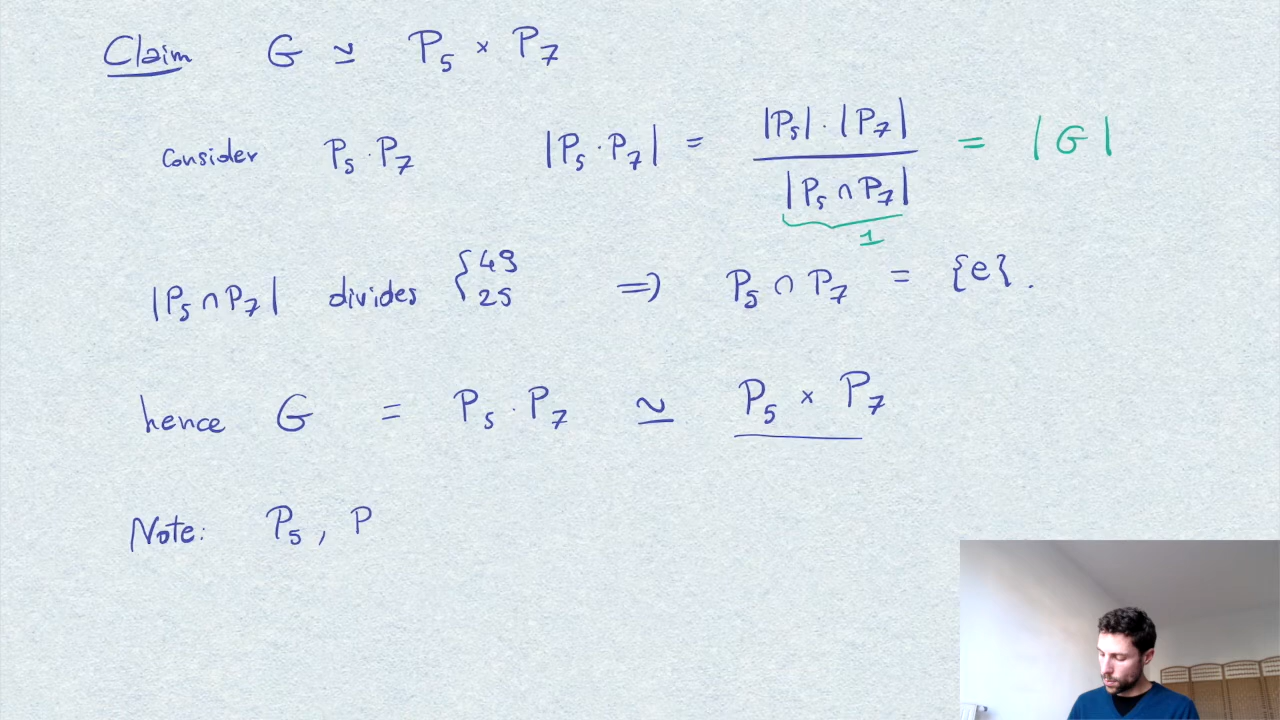 Claim G ≃ P₅ × P₇
Consider P₅ · P₇ |P₅ · P₇| = |P₅| · |P₇| / |P₅ ∩ P₇| = |G|
1
|P₅ ∩ P₇| divides { 49 25 ⟹ P₅ ∩ P₇ = {e}.
hence G = P₅ · P₇ ≃ P₅ × P₇
Note: P₅, P